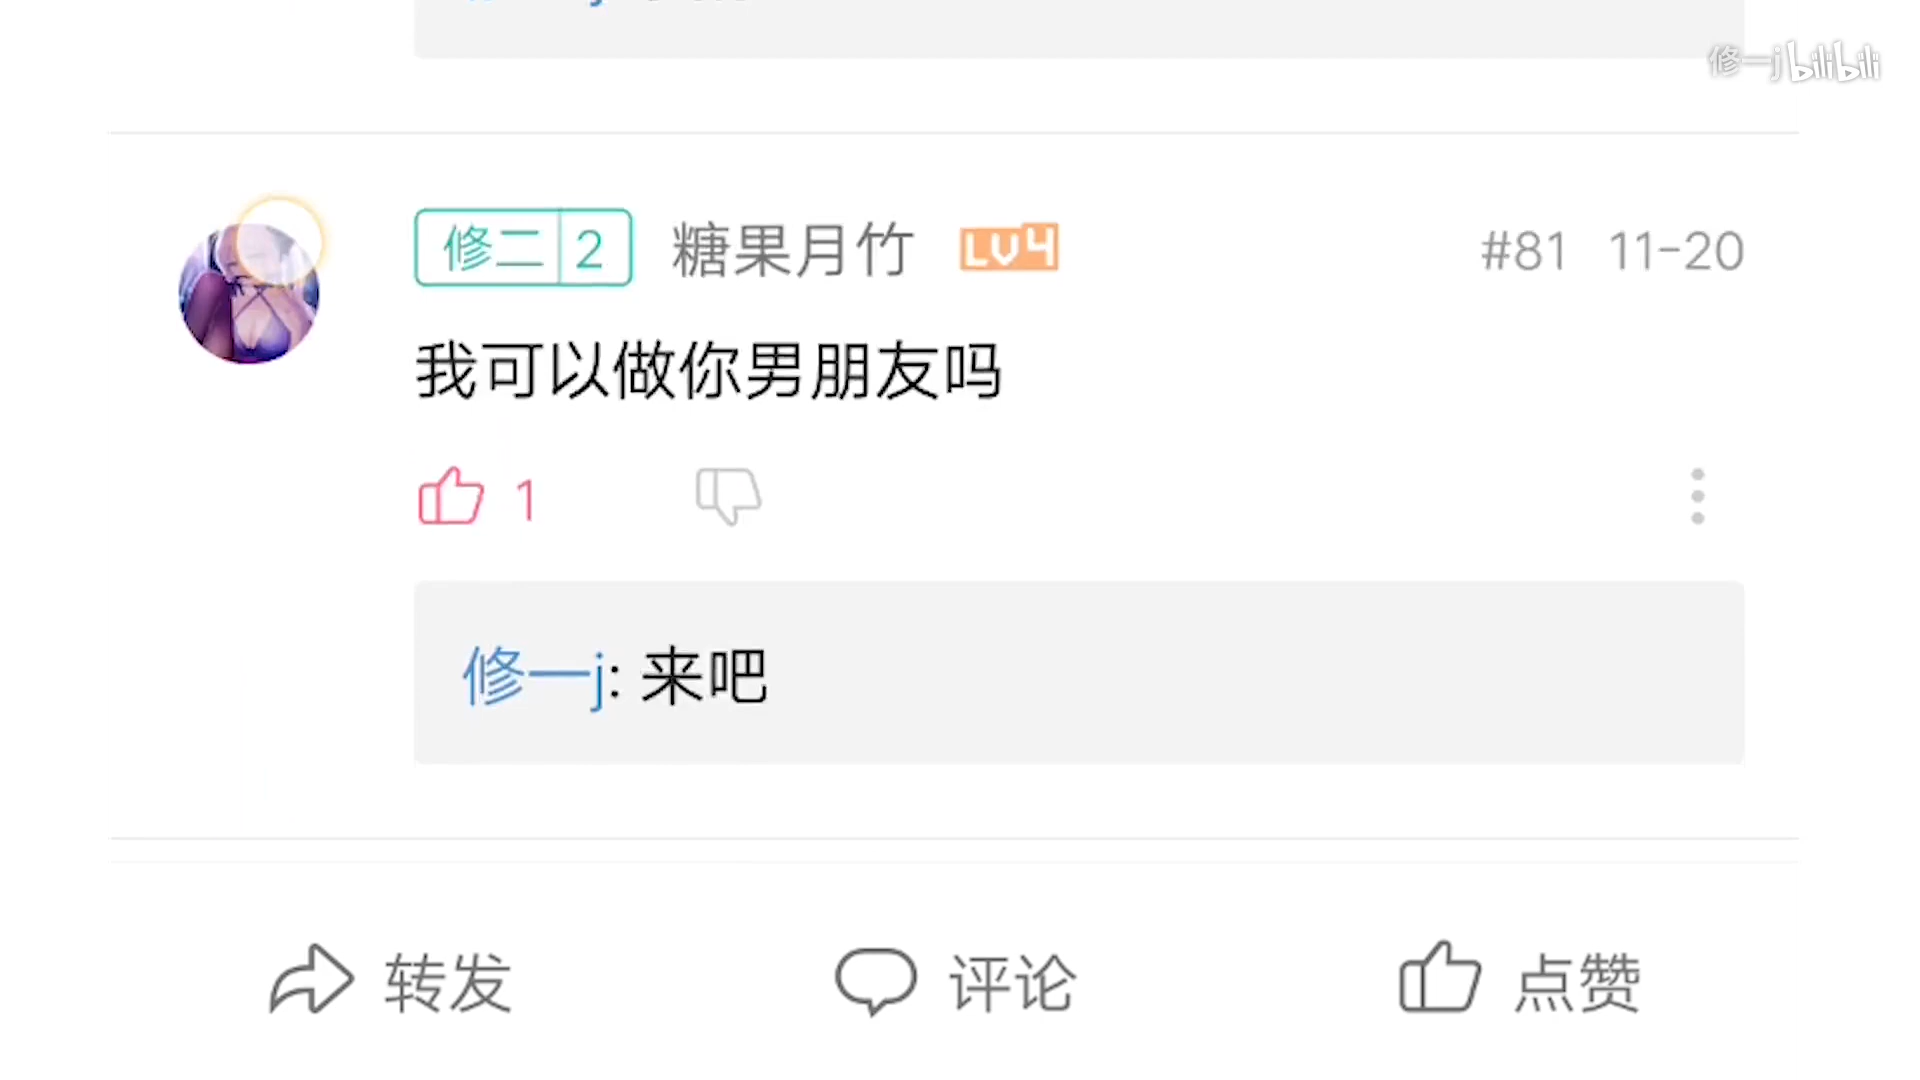 修一j bilibili
修二 2 糖果月竹 LV4 #81 11-20
我可以做你男朋友吗
1
修一j: 来吧
转发 评论 点赞